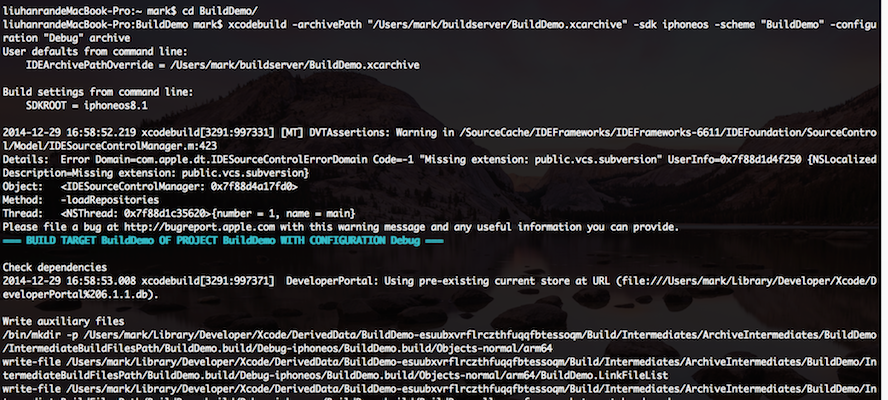 liuhanrandeMacBook-Pro:~ mark$ cd BuildDemo/
liuhanrandeMacBook-Pro:BuildDemo mark$ xcodebuild -archivePath "/Users/mark/buildserver/BuildDemo.xcarchive" -sdk iphoneos -scheme "BuildDemo" -configu
ration "Debug" archive
User defaults from command line:
    IDEArchivePathOverride = /Users/mark/buildserver/BuildDemo.xcarchive
Build settings from command line:
    SDKROOT = iphoneos8.1
2014-12-29 16:58:52.219 xcodebuild[3291:997331] [MT] DVTAssertions: Warning in /SourceCache/IDEFrameworks/IDEFrameworks-6611/IDEFoundation/SourceContro
l/Model/IDESourceControlManager.m:423
Details:  Error Domain=com.apple.dt.IDESourceControlErrorDomain Code=-1 "Missing extension: public.vcs.subversion" UserInfo=0x7f88d1d4f250 {NSLocalized
Description=Missing extension: public.vcs.subversion}
Object:   <IDESourceControlManager: 0x7f88d4a17fd0>
Method:   -loadRepositories
Thread:   <NSThread: 0x7f88d1c35620>{number = 1, name = main}
Please file a bug at http://bugreport.apple.com with this warning message and any useful information you can provide.
=== BUILD TARGET BuildDemo OF PROJECT BuildDemo WITH CONFIGURATION Debug ===
Check dependencies
2014-12-29 16:58:53.008 xcodebuild[3291:997371]  DeveloperPortal: Using pre-existing current store at URL (file:///Users/mark/Library/Developer/Xcode/D
eveloperPortal%206.1.1.db).
Write auxiliary files
/bin/mkdir -p /Users/mark/Library/Developer/Xcode/DerivedData/BuildDemo-esuubxvrflrczthfuqqfbtessoqm/Build/Intermediates/ArchiveIntermediates/BuildDemo
/IntermediateBuildFilesPath/BuildDemo.build/Debug-iphoneos/BuildDemo.build/Objects-normal/arm64
write-file /Users/mark/Library/Developer/Xcode/DerivedData/BuildDemo-esuubxvrflrczthfuqqfbtessoqm/Build/Intermediates/ArchiveIntermediates/BuildDemo/In
termediateBuildFilesPath/BuildDemo.build/Debug-iphoneos/BuildDemo.build/Objects-normal/arm64/BuildDemo.LinkFileList
write-file /Users/mark/Library/Developer/Xcode/DerivedData/BuildDemo-esuubxvrflrczthfuqqfbtessoqm/Build/Intermediates/ArchiveIntermediates/BuildDemo/In